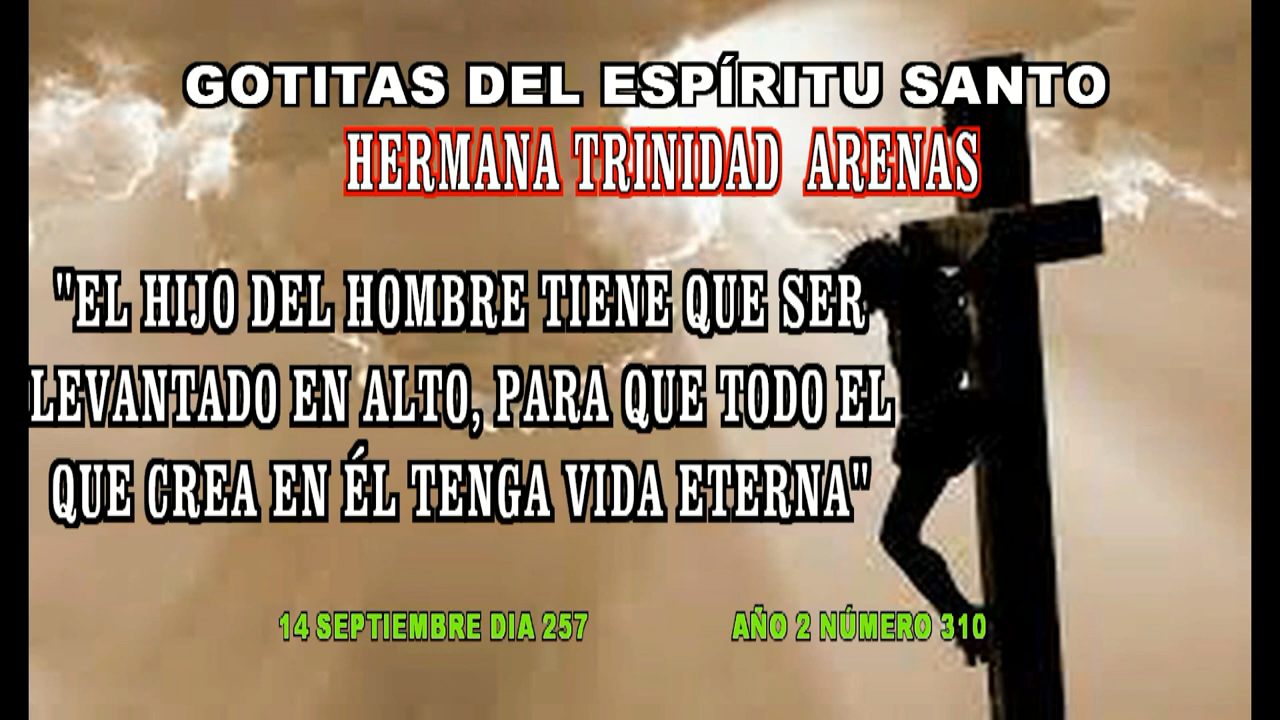 GOTITAS DEL ESPÍRITU SANTO
HERMANA TRINIDAD ARENAS
"EL HIJO DEL HOMBRE TIENE QUE SER
LEVANTADO EN ALTO, PARA QUE TODO EL
QUE CREA EN ÉL TENGA VIDA ETERNA"
14 SEPTIEMBRE DIA 257 AÑO 2 NÚMERO 310